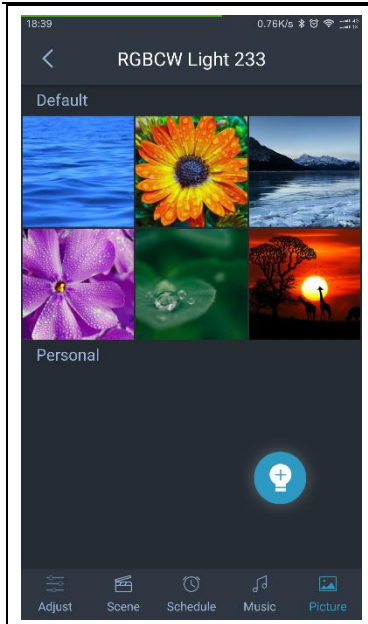 18:39 0.76K/s
RGBCW Light 233
Default
Personal
Adjust Scene Schedule Music Picture